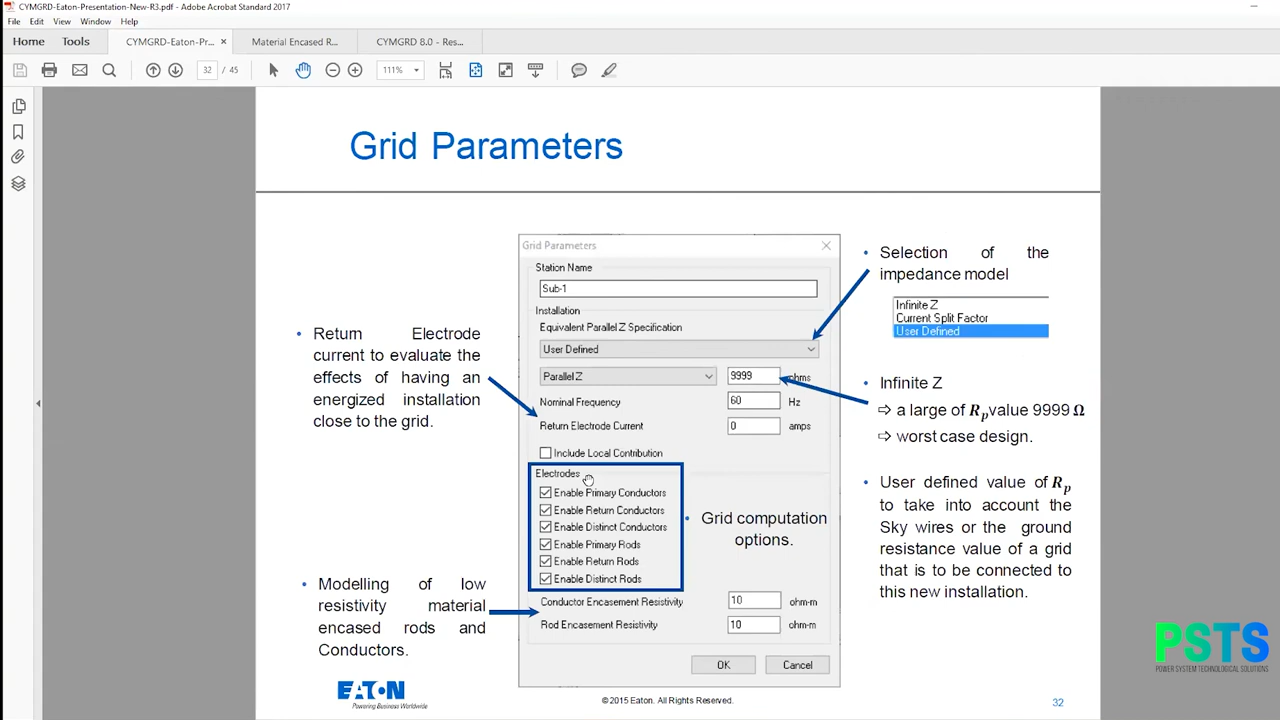 CYMGRD-Eaton-Presentation-New-R3.pdf - Adobe Acrobat Standard 2017
File Edit View Window Help
Home Tools CYMGRD-Eaton-Pr... × Material Encased R... CYMGRD 8.0 - Res...
32 / 45 111%
Grid Parameters
Grid Parameters
Station Name
Sub-1
Installation
Equivalent Parallel Z Specification
User Defined
Parallel Z 9999 ohms
Nominal Frequency 60 Hz
Return Electrode Current 0 amps
Include Local Contribution
Electrodes
Enable Primary Conductors
Enable Return Conductors
Enable Distinct Conductors
Enable Primary Rods
Enable Return Rods
Enable Distinct Rods
Conductor Encasement Resistivity 10 ohm-m
Rod Encasement Resistivity 10 ohm-m
OK Cancel
• Return Electrode
current to evaluate the
effects of having an
energized installation
close to the grid.
• Modelling of low
resistivity material
encased rods and
Conductors.
• Grid computation
options.
• Selection of the
impedance model
Infinite Z
Current Split Factor
User Defined
• Infinite Z
⇨ a large of Rp value 9999 Ω
⇨ worst case design.
• User defined value of Rp
to take into account the
Sky wires or the ground
resistance value of a grid
that is to be connected to
this new installation.
EATON
Powering Business Worldwide
© 2015 Eaton. All Rights Reserved.
32
PSTS
POWER SYSTEM TECHNOLOGICAL SOLUTIONS